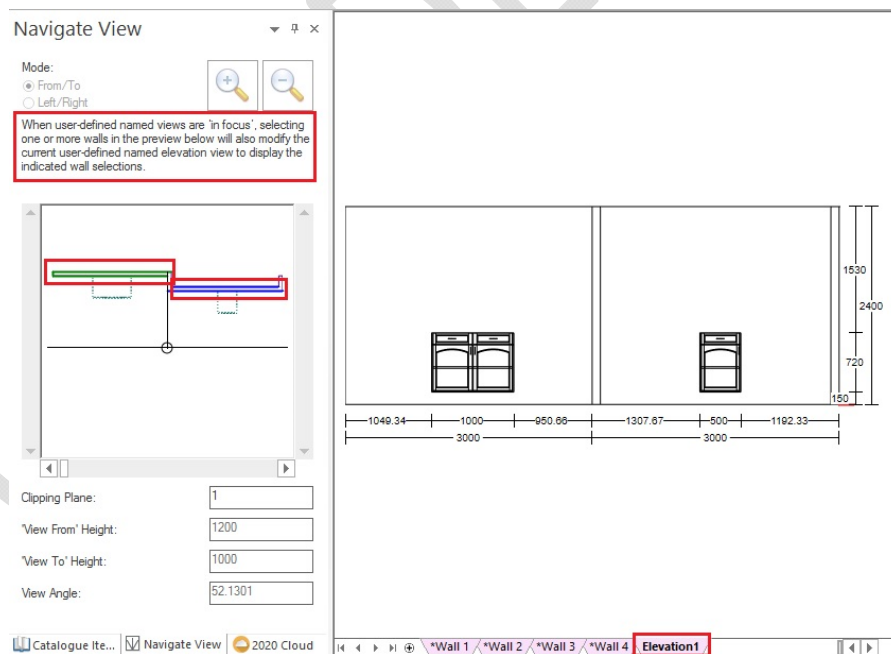 Navigate View
Mode:
From/To
Left/Right
When user-defined named views are 'in focus', selecting
one or more walls in the preview below will also modify the
current user-defined named elevation view to display the
indicated wall selections.
Clipping Plane:
1
'View From' Height:
1200
'View To' Height:
1000
View Angle:
52.1301
Catalogue Ite...
Navigate View
2020 Cloud
1530
2400
720
150
1049.34
1000
950.66
1307.67
500
1192.33
3000
3000
*Wall 1
*Wall 2
*Wall 3
*Wall 4
Elevation1